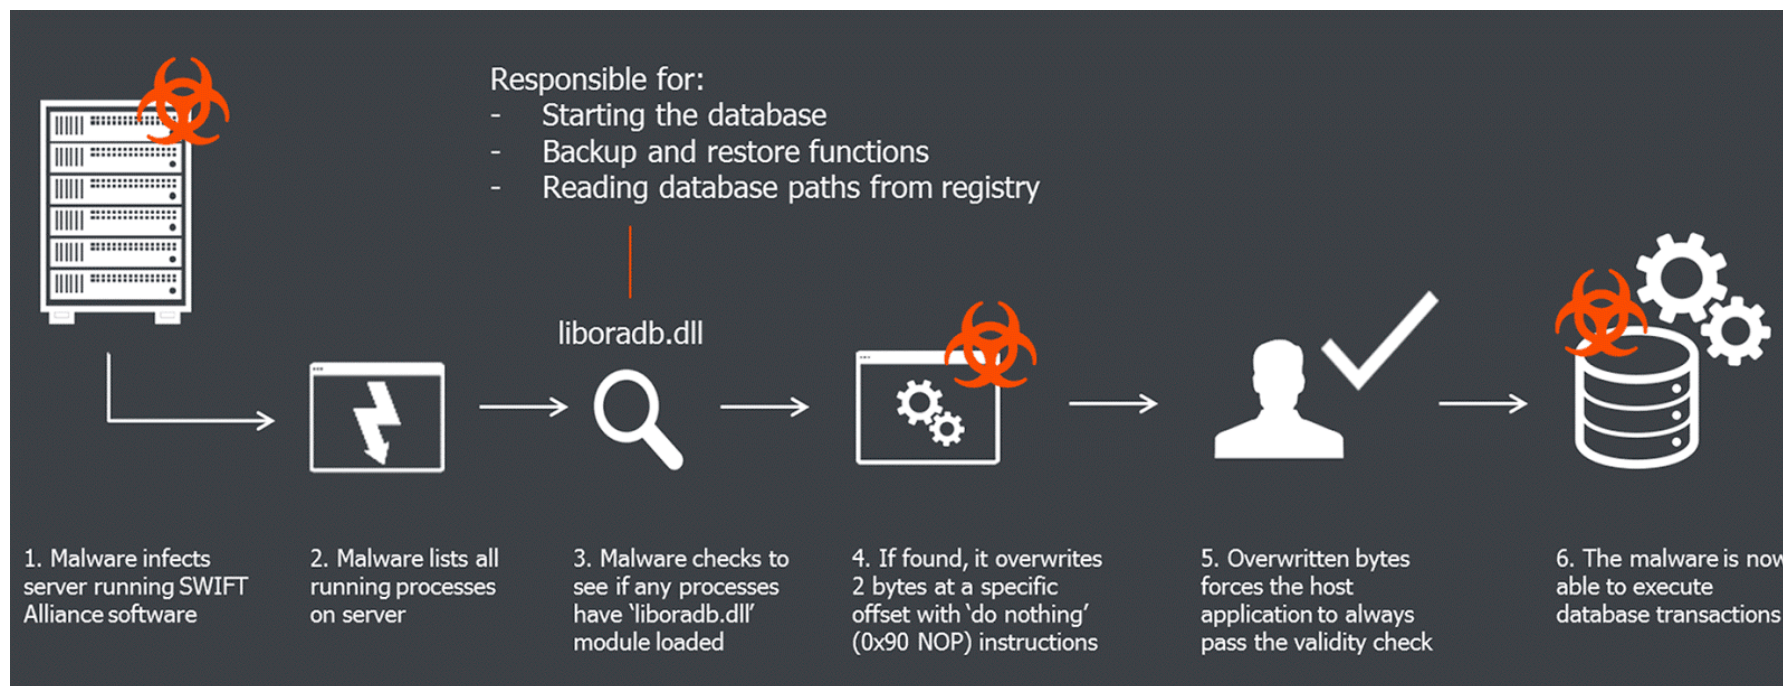 Responsible for:
- Starting the database
- Backup and restore functions
- Reading database paths from registry
liboradb.dll
1. Malware infects
server running SWIFT
Alliance software
2. Malware lists all
running processes
on server
3. Malware checks to
see if any processes
have ‘liboradb.dll’
module loaded
4. If found, it overwrites
2 bytes at a specific
offset with ‘do nothing’
(0x90 NOP) instructions
5. Overwritten bytes
forces the host
application to always
pass the validity check
6. The malware is now
able to execute
database transactions